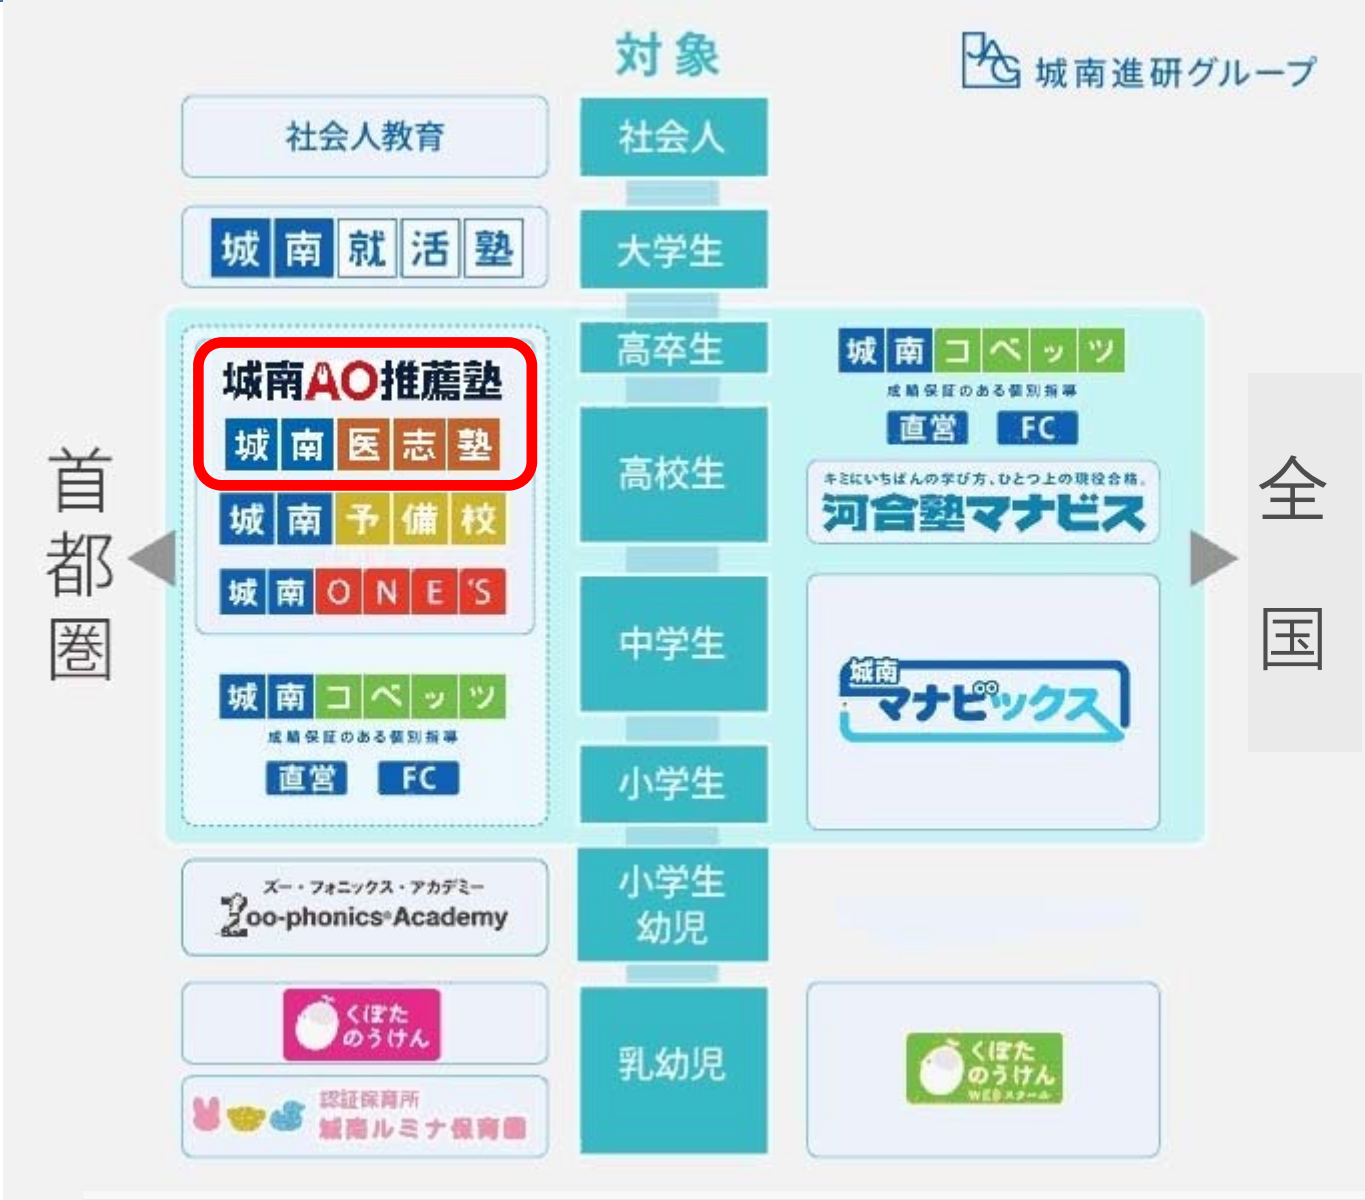 対象
城南進研グループ
社会人教育
社会人
城南就活塾
大学生
城南AO推薦塾
城南医志塾
城南予備校
城南ONE'S
城南コベッツ
成績保証のある個別指導
直営 FC
高卒生
高校生
中学生
小学生
城南コベッツ
成績保証のある個別指導
直営 FC
キミにいちばんの学び方、ひとつ上の現役合格。
河合塾マナビス
城南
マナビックス
首都圏
全国
ズー・フォニックス・アカデミー
Zoo-phonics®Academy
小学生
幼児
くぼた
のうけん
認証保育所
城南ルミナ保育園
乳幼児
くぼた
のうけん
WEBスクール